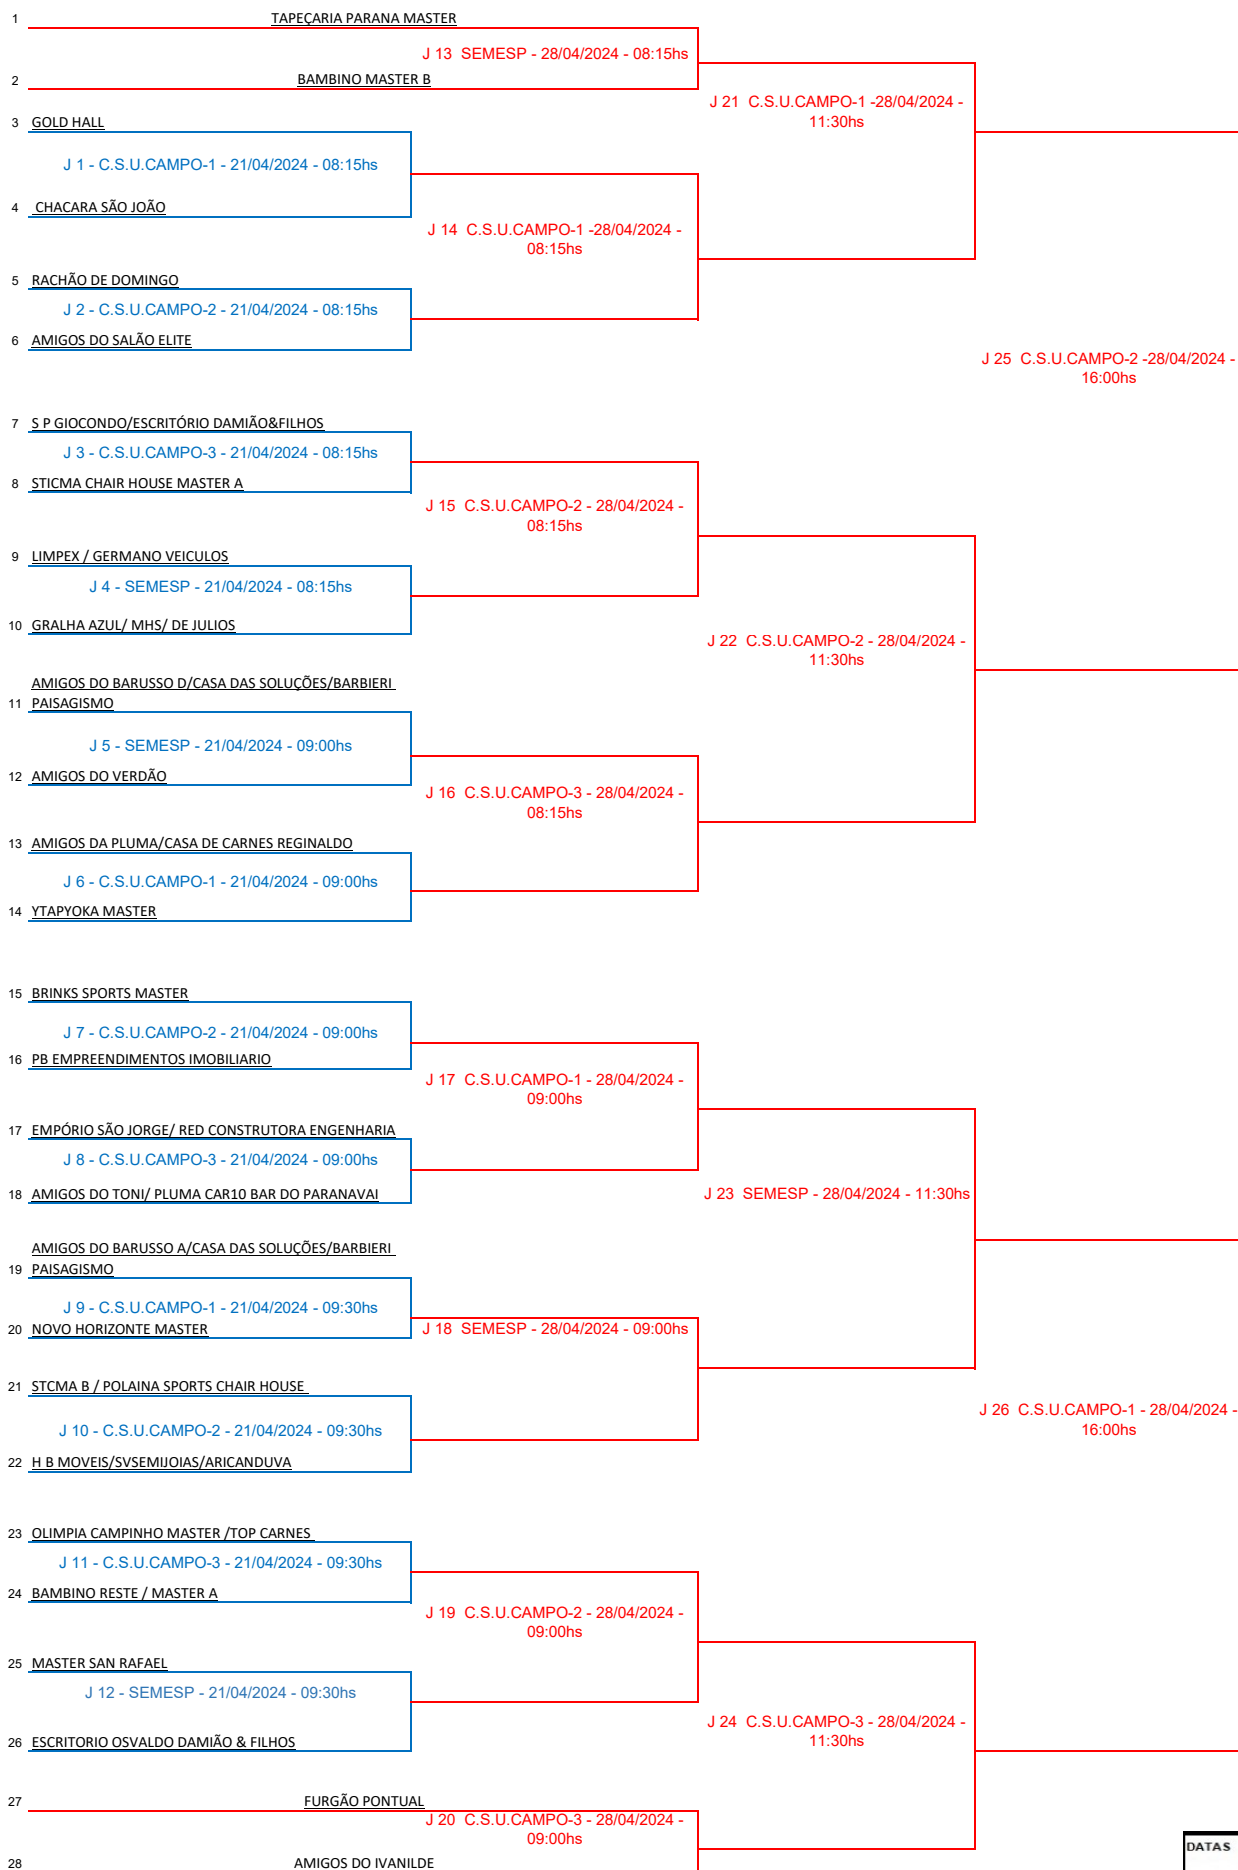 1 TAPEÇARIA PARANA MASTER
J 13 SEMESP - 28/04/2024 - 08:15hs
2 BAMBINO MASTER B
J 21 C.S.U.CAMPO-1 -28/04/2024 -
11:30hs
3 GOLD HALL
J 1 - C.S.U.CAMPO-1 - 21/04/2024 - 08:15hs
4 CHACARA SÃO JOÃO
J 14 C.S.U.CAMPO-1 -28/04/2024 -
08:15hs
5 RACHÃO DE DOMINGO
J 2 - C.S.U.CAMPO-2 - 21/04/2024 - 08:15hs
6 AMIGOS DO SALÃO ELITE
J 25 C.S.U.CAMPO-2 -28/04/2024 -
16:00hs
7 S P GIOCONDO/ESCRITÓRIO DAMIÃO&FILHOS
J 3 - C.S.U.CAMPO-3 - 21/04/2024 - 08:15hs
8 STICMA CHAIR HOUSE MASTER A
J 15 C.S.U.CAMPO-2 - 28/04/2024 -
08:15hs
9 LIMPEX / GERMANO VEICULOS
J 4 - SEMESP - 21/04/2024 - 08:15hs
10 GRALHA AZUL/ MHS/ DE JULIOS
J 22 C.S.U.CAMPO-2 - 28/04/2024 -
11:30hs
AMIGOS DO BARUSSO D/CASA DAS SOLUÇÕES/BARBIERI
11 PAISAGISMO
J 5 - SEMESP - 21/04/2024 - 09:00hs
12 AMIGOS DO VERDÃO
J 16 C.S.U.CAMPO-3 - 28/04/2024 -
08:15hs
13 AMIGOS DA PLUMA/CASA DE CARNES REGINALDO
J 6 - C.S.U.CAMPO-1 - 21/04/2024 - 09:00hs
14 YTAPYOKA MASTER
15 BRINKS SPORTS MASTER
J 7 - C.S.U.CAMPO-2 - 21/04/2024 - 09:00hs
16 PB EMPREENDIMENTOS IMOBILIARIO
J 17 C.S.U.CAMPO-1 - 28/04/2024 -
09:00hs
17 EMPÓRIO SÃO JORGE/ RED CONSTRUTORA ENGENHARIA
J 8 - C.S.U.CAMPO-3 - 21/04/2024 - 09:00hs
18 AMIGOS DO TONI/ PLUMA CAR10 BAR DO PARANAVAI
J 23 SEMESP - 28/04/2024 - 11:30hs
AMIGOS DO BARUSSO A/CASA DAS SOLUÇÕES/BARBIERI
19 PAISAGISMO
J 9 - C.S.U.CAMPO-1 - 21/04/2024 - 09:30hs
20 NOVO HORIZONTE MASTER
J 18 SEMESP - 28/04/2024 - 09:00hs
21 STCMA B / POLAINA SPORTS CHAIR HOUSE
J 26 C.S.U.CAMPO-1 - 28/04/2024 -
16:00hs
J 10 - C.S.U.CAMPO-2 - 21/04/2024 - 09:30hs
22 H B MOVEIS/SVSEMIJOIAS/ARICANDUVA
23 OLIMPIA CAMPINHO MASTER /TOP CARNES
J 11 - C.S.U.CAMPO-3 - 21/04/2024 - 09:30hs
24 BAMBINO RESTE / MASTER A
J 19 C.S.U.CAMPO-2 - 28/04/2024 -
09:00hs
25 MASTER SAN RAFAEL
J 12 - SEMESP - 21/04/2024 - 09:30hs
26 ESCRITORIO OSVALDO DAMIÃO & FILHOS
J 24 C.S.U.CAMPO-3 - 28/04/2024 -
11:30hs
27 FURGÃO PONTUAL
J 20 C.S.U.CAMPO-3 - 28/04/2024 -
09:00hs
DATAS
28 AMIGOS DO IVANILDE